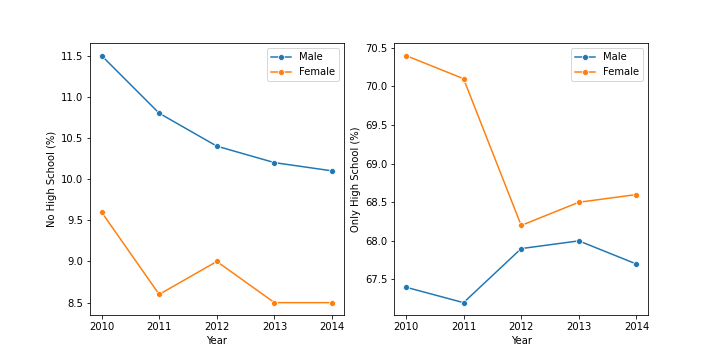 No High School (%)
11.5
11.0
10.5
10.0
9.5
9.0
8.5
2010 2011 2012 2013 2014
Year
Male
Female
Only High School (%)
70.5
70.0
69.5
69.0
68.5
68.0
67.5
2010 2011 2012 2013 2014
Year
Male
Female